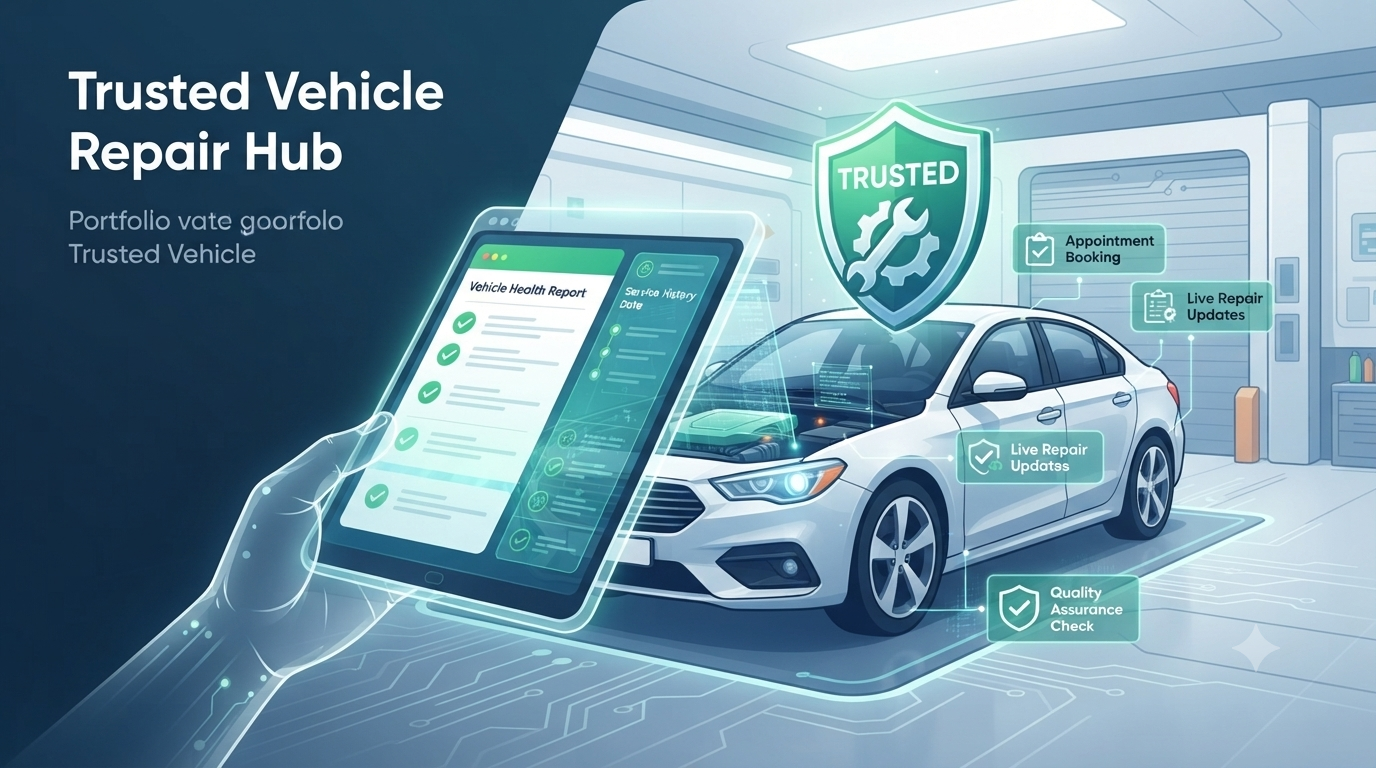 Trusted Vehicle
Repair Hub
Portfolio vate goorfolo
Trusted Vehicle
TRUSTED
Vehicle Health Report
Service History
Date
Appointment
Booking
Live Repair
Updates
Live Repair
Updates
Quality
Assurance
Check